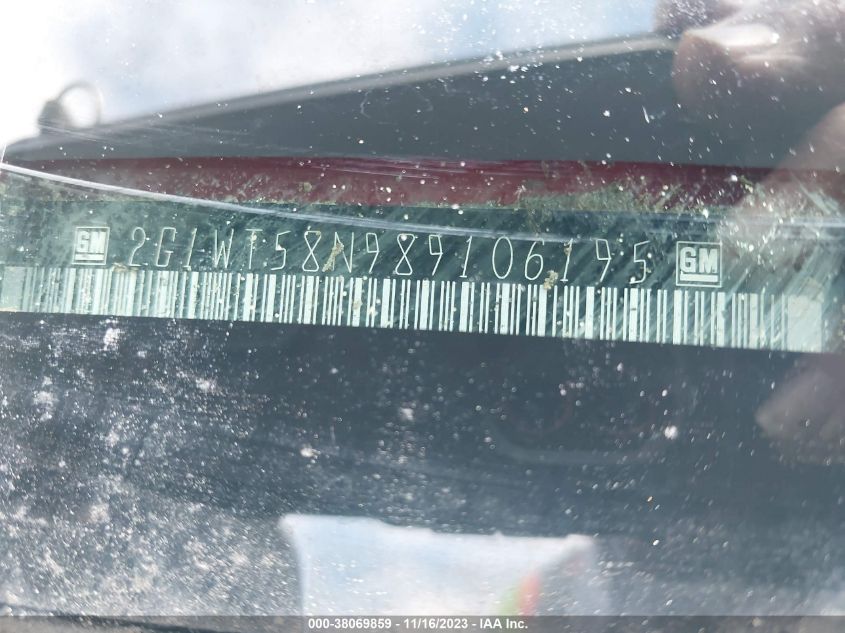 GM 2G1WT58N989106195 GM
000-38069859 - 11/16/2023 - IAA Inc.